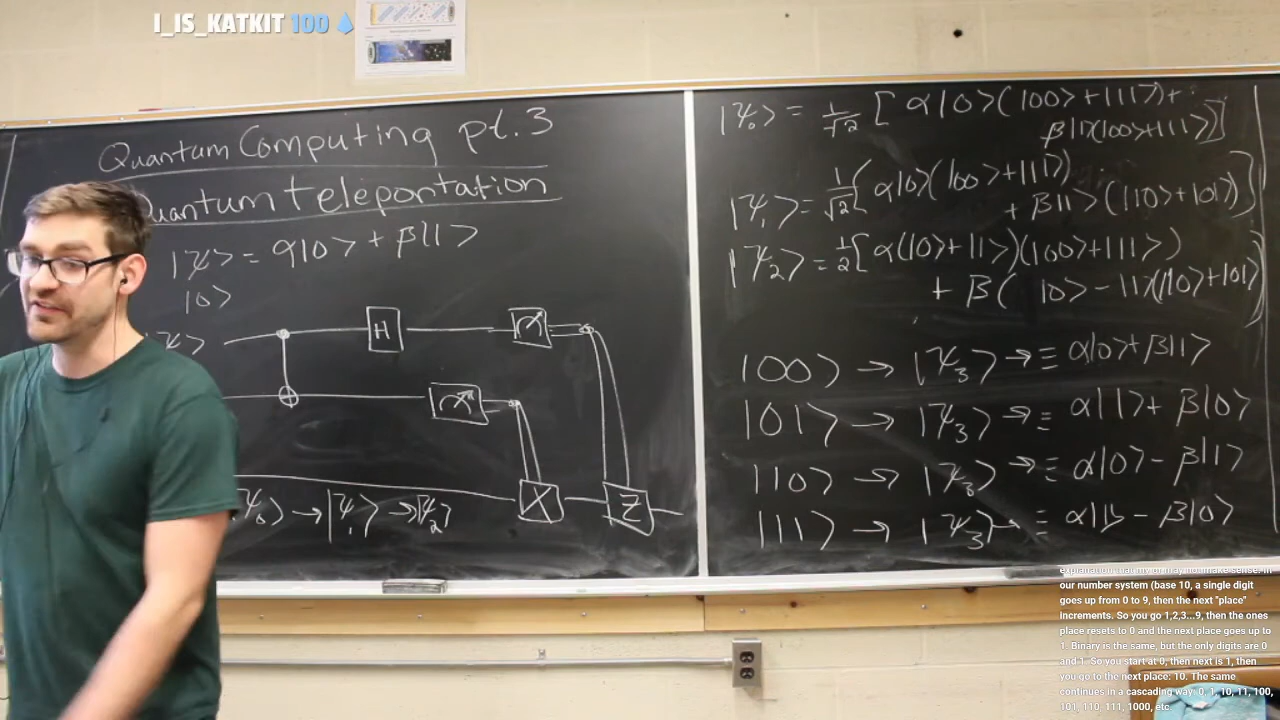 I_IS_KATKIT 100
Quantum Computing pt.3
Quantum teleportation
|ψ> = α|0> + β|1>
|0>
ψ>
H
X
Z
ψ₀> → |ψ₁> → |ψ₂>
|ψ₀> = 1/√2 [ α|0>(|00>+|11>)+
β|1>(|00>+|11>)]
|ψ₁> = 1/√2 [ α|0>(|00>+|11>)
+ β|1>(|10>+|01>)]
|ψ₂> = 1/2[α(|0>+|1>)(|00>+|11>)
+ β(|0>-|1>)(|10>+|01>)]
|00> → |ψ₃> → ≡ α|0>+β|1>
|01> → |ψ₃> → ≡ α|1>+ β|0>
|10> → |ψ₃> → ≡ α|0>- β|1>
|11> → |ψ₃> → ≡ α|1>- β|0>
our number system (base 10, a single digit
goes up from 0 to 9, then the next "place"
increments. So you go 1,2,3...9, then the ones
place resets to 0 and the next place goes up to
1. Binary is the same, but the only digits are 0
and 1. So you start at 0, then next is 1, then
you go to the next place: 10. The same
continues in a cascading way: 0, 1, 10, 11, 100,
101, 110, 111, 1000, etc.